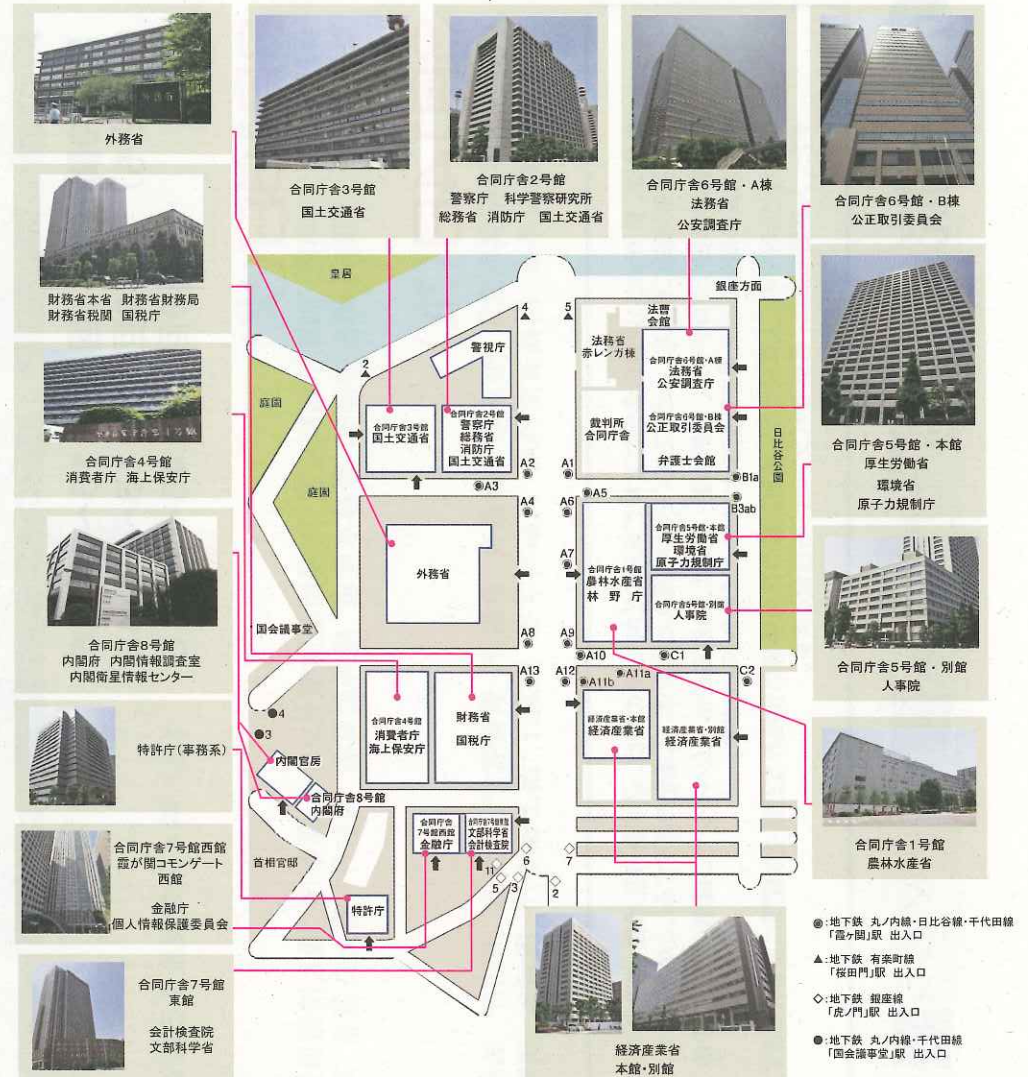 外務省
合同庁舎3号館
国土交通省
合同庁舎2号館
警察庁 科学警察研究所
総務省 消防庁 国土交通省
合同庁舎6号館・A棟
法務省
公安調査庁
合同庁舎6号館・B棟
公正取引委員会
財務省本省 財務省財務局
財務省税関 国税庁
合同庁舎4号館
消費者庁 海上保安庁
合同庁舎8号館
内閣府 内閣情報調査室
内閣衛星情報センター
特許庁(事務系)
合同庁舎7号館西館
霞が関コモンゲート
西館
金融庁
個人情報保護委員会
合同庁舎7号館
東館
会計検査院
文部科学省
皇居
銀座方面
4
5
2
警視庁
法曹
会館
法務省
赤レンガ棟
合同庁舎6号館・A棟
法務省
公安調査庁
庭園
合同庁舎3号館
国土交通省
合同庁舎2号館
警察庁
総務省
消防庁
国土交通省
裁判所
合同庁舎
合同庁舎6号館・B棟
公正取引委員会
弁護士会館
日比谷公園
庭園
A2
A3
A1
B1a
A4
A6
A5
B3ab
外務省
A7
合同庁舎1号館
農林水産省
林野庁
合同庁舎5号館・本館
厚生労働省
環境省
原子力規制庁
合同庁舎5号館・別館
人事院
国会議事堂
A8
A9
A10
C1
A13
A12
A11b
A11a
C2
合同庁舎4号館
消費者庁
海上保安庁
財務省
国税庁
経済産業省・本館
経済産業省
経済産業省・別館
経済産業省
4
3
内閣官房
合同庁舎8号館
内閣府
首相官邸
合同庁舎
7号館西館
金融庁
合同庁舎7号館東館
文部科学省
会計検査院
特許庁
11
5
3
6
2
7
合同庁舎5号館・本館
厚生労働省
環境省
原子力規制庁
合同庁舎5号館・別館
人事院
合同庁舎1号館
農林水産省
経済産業省
本館・別館
◉:地下鉄 丸ノ内線・日比谷線・千代田線
「霞ヶ関」駅 出入口
▲:地下鉄 有楽町線
「桜田門」駅 出入口
◇:地下鉄 銀座線
「虎ノ門」駅 出入口
●:地下鉄 丸ノ内線・千代田線
「国会議事堂」駅 出入口